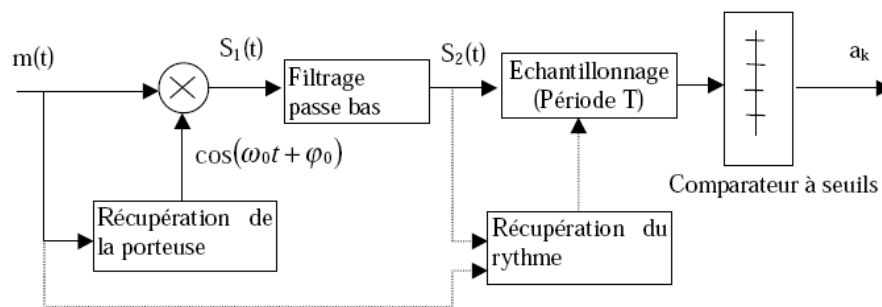 m(t)
S₁(t)
Filtrage
passe bas
S₂(t)
Echantillonnage
(Période T)
aₖ
cos(ω₀t + φ₀)
Comparateur à seuils
Récupération de
la porteuse
Récupération du
rythme